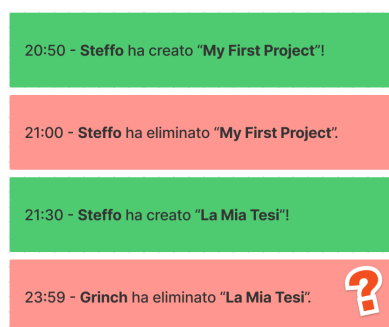 20:50 - Steffo ha creato “My First Project”!
21:00 - Steffo ha eliminato “My First Project”.
21:30 - Steffo ha creato “La Mia Tesi”!
23:59 - Grinch ha eliminato “La Mia Tesi”.
?